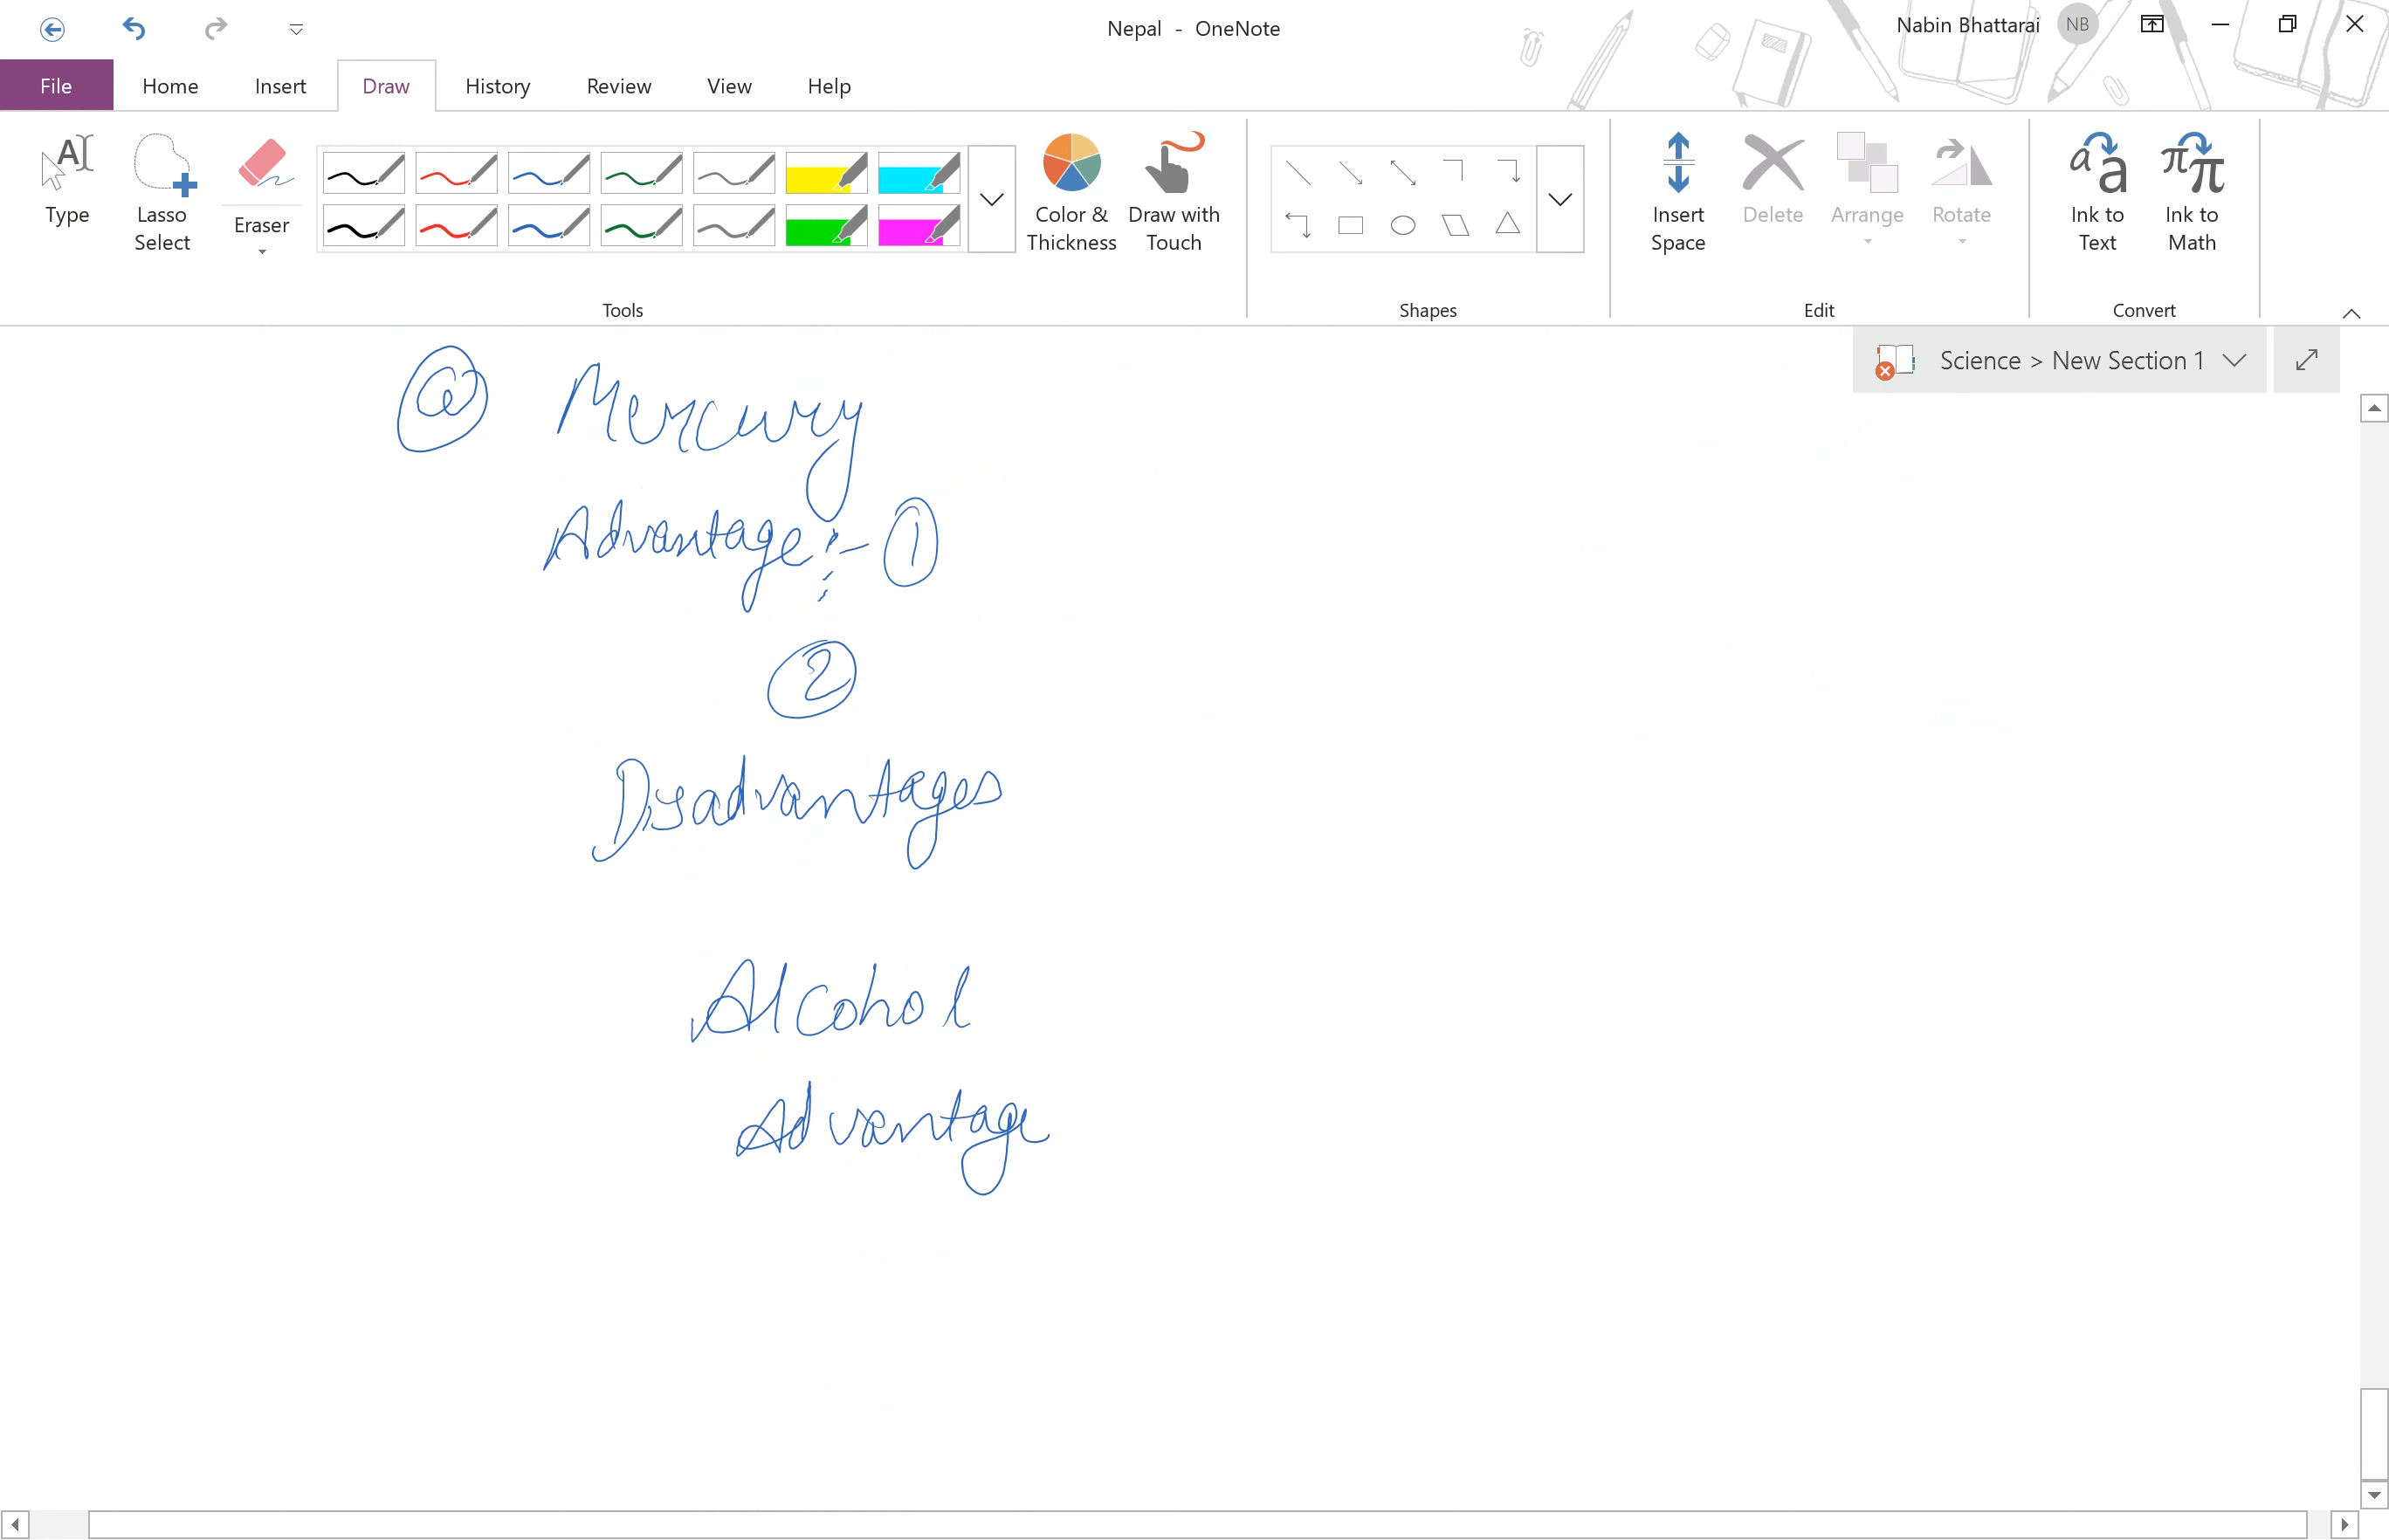 Nepal - OneNote
Nabin Bhattarai NB
File Home Insert Draw History Review View Help
Type
Lasso Select
Eraser
Color & Thickness
Draw with Touch
Insert Space
Delete
Arrange
Rotate
Ink to Text
Ink to Math
Tools Shapes Edit Convert
Science > New Section 1
@ Mercury
Advantage :- ①
②
Disadvantages
Alcohol
Advantage